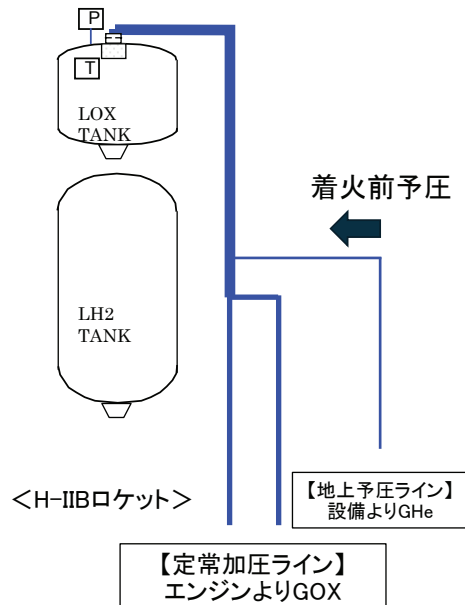 P
T
LOX
TANK
着火前予圧
LH2
TANK
＜H-IIBロケット＞
【地上予圧ライン】
設備よりGHe
【定常加圧ライン】
エンジンよりGOX